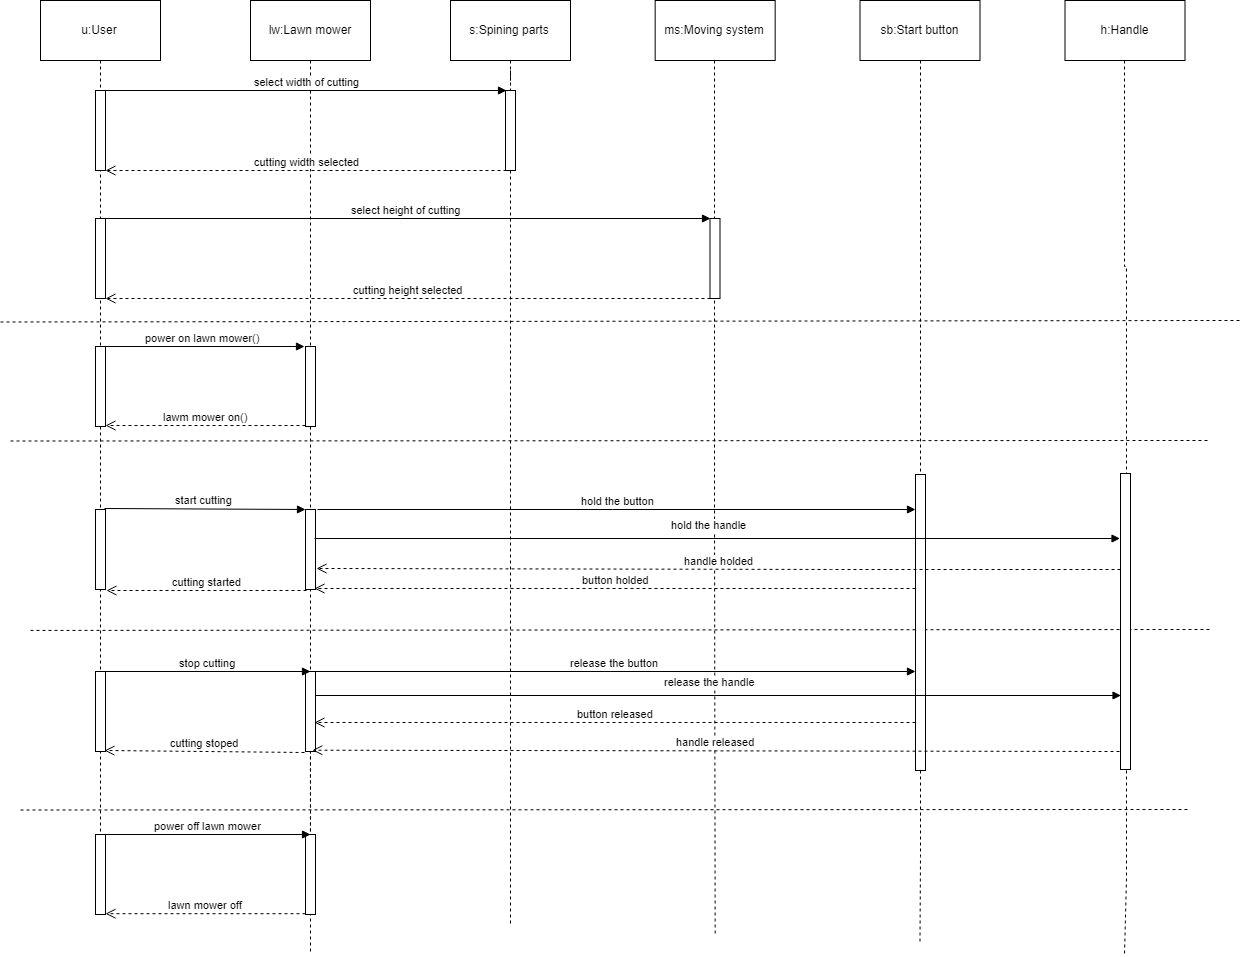 u:User
lw:Lawn mower
s:Spining parts
ms:Moving system
sb:Start button
h:Handle
select width of cutting
cutting width selected
select height of cutting
cutting height selected
power on lawn mower()
lawm mower on()
start cutting
hold the button
hold the handle
handle holded
button holded
cutting started
stop cutting
release the button
release the handle
button released
handle released
cutting stoped
power off lawn mower
lawn mower off